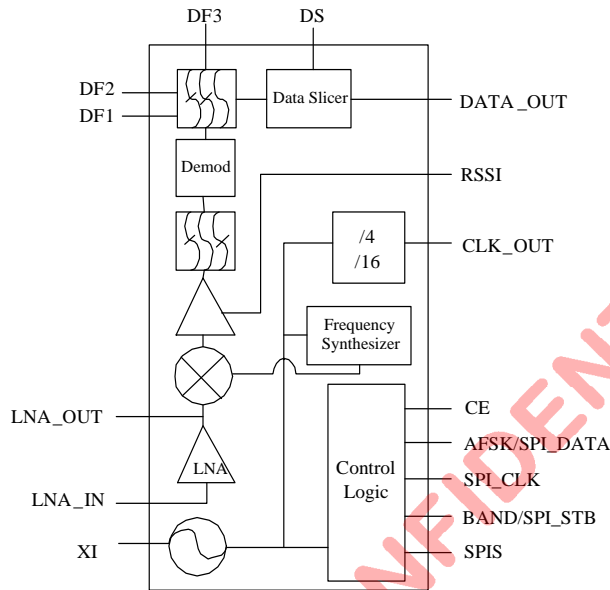 DF3
DS
DF2
DF1
Data Slicer
DATA_OUT
Demod
RSSI
/4
/16
CLK_OUT
Frequency
Synthesizer
LNA_OUT
CE
AFSK/SPI_DATA
LNA
Control
Logic
SPI_CLK
LNA_IN
BAND/SPI_STB
XI
SPIS
NFIDENT